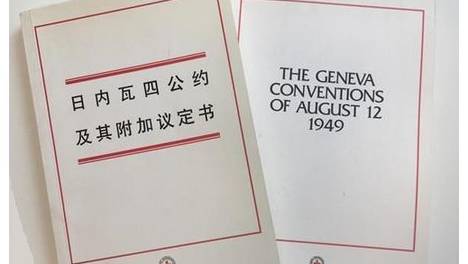 日内瓦四公约
及其附加议定书
THE GENEVA
CONVENTIONS
OF AUGUST 12
1949